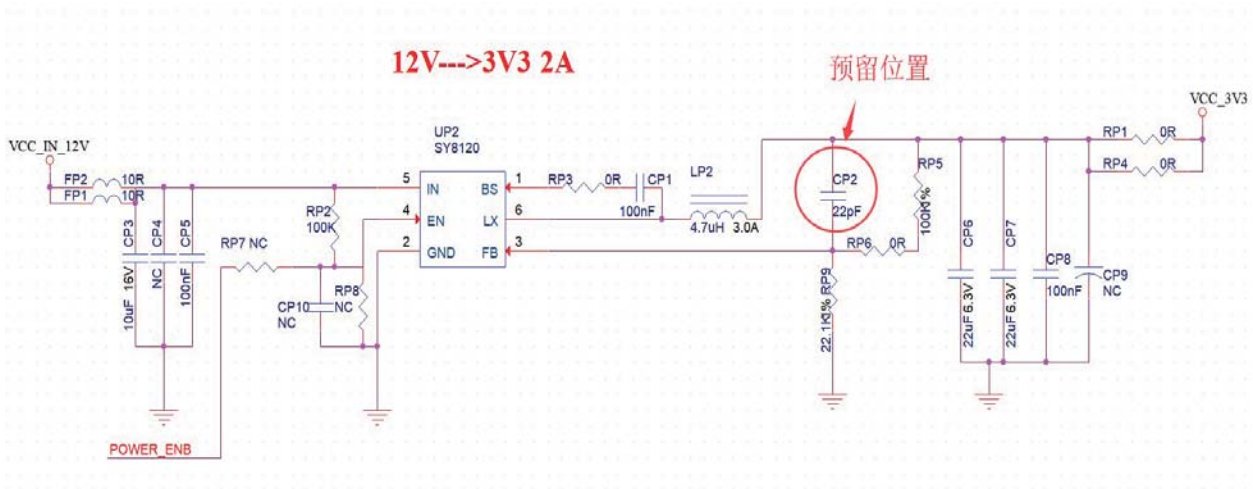 12V--->3V3 2A
预留位置
VCC_3V3
VCC_IN_12V
UP2
SY8120
RP1 0R
RP4 0R
FP2 10R
FP1 10R
5 IN
4 EN
2 GND
BS 1
LX 6
FB 3
RP3 0R
CP1
100nF
LP2
4.7uH 3.0A
CP2
22pF
RP5
100K1%
RP6 0R
RP9
22.1K1%
RP2
100K
RP7 NC
RP8
NC
CP10
NC
CP3
10uF 16V
CP4
NC
CP5
100nF
CP6
22uF 6.3V
CP7
22uF 6.3V
CP8
100nF
CP9
NC
POWER_ENB